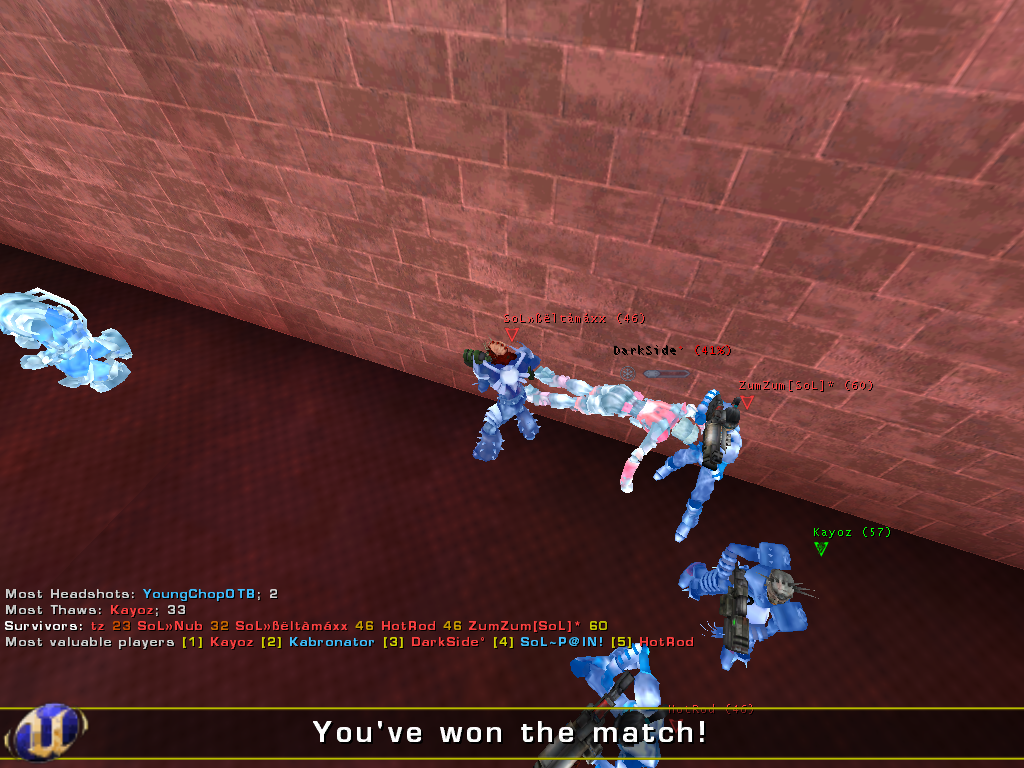 SoL»ßëltàmáxx (46)
DarkSide° (41%)
ZumZum[SoL]* (60)
Kayoz (57)
Most Headshots: YoungChopOTB; 2
Most Thaws: Kayoz; 33
Survivors: tz 23 SoL»Nub 32 SoL»ßëltàmáxx 46 HotRod 46 ZumZum[SoL]* 60
Most valuable players [1] Kayoz [2] Kabronator [3] DarkSide° [4] SoL~P@IN! [5] HotRod
HotRod (46)
You've won the match!